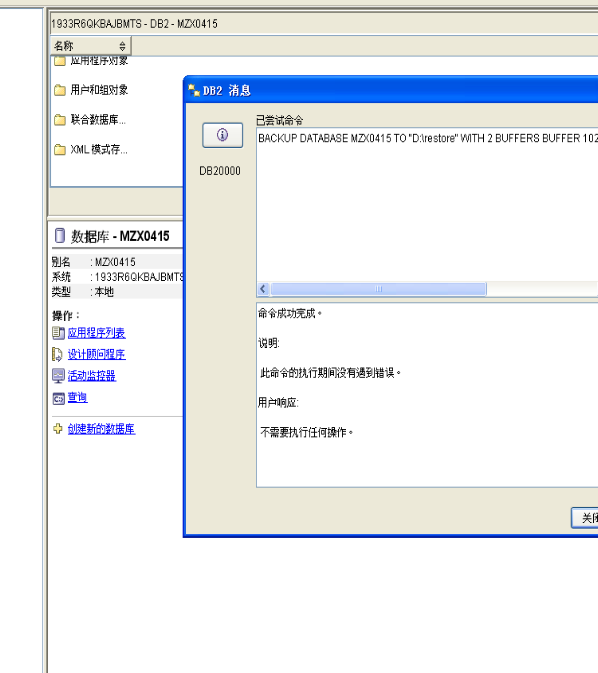 1933R6QKBAJBMTS - DB2 - MZX0415
名称
应用程序对象
用户和组对象
联合数据库...
XML 模式存...
DB2 消息
已尝试命令
BACKUP DATABASE MZX0415 TO "D:\restore" WITH 2 BUFFERS BUFFER 102
DB20000
命令成功完成。
说明:
此命令的执行期间没有遇到错误。
用户响应:
不需要执行任何操作。
关闭
数据库 - MZX0415
别名 : MZX0415
系统 : 1933R6QKBAJBMTS
类型 : 本地
操作：
应用程序列表
设计顾问程序
活动监控器
查询
创建新的数据库